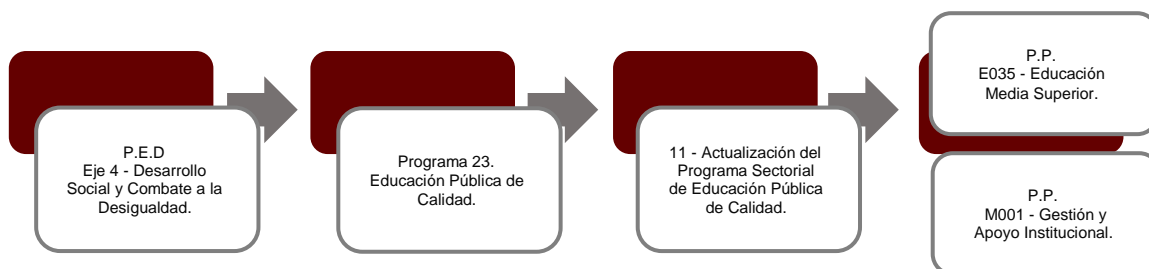 P.E.D
Eje 4 - Desarrollo
Social y Combate a la
Desigualdad.
Programa 23.
Educación Pública de
Calidad.
11 - Actualización del
Programa Sectorial
de Educación Pública
de Calidad.
P.P.
E035 - Educación
Media Superior.
P.P.
M001 - Gestión y
Apoyo Institucional.